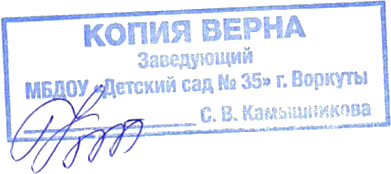 КОПИЯ ВЕРНА
Заведующий
МБДОУ «Детский сад № 35» г. Воркуты
С. В. Камышникова